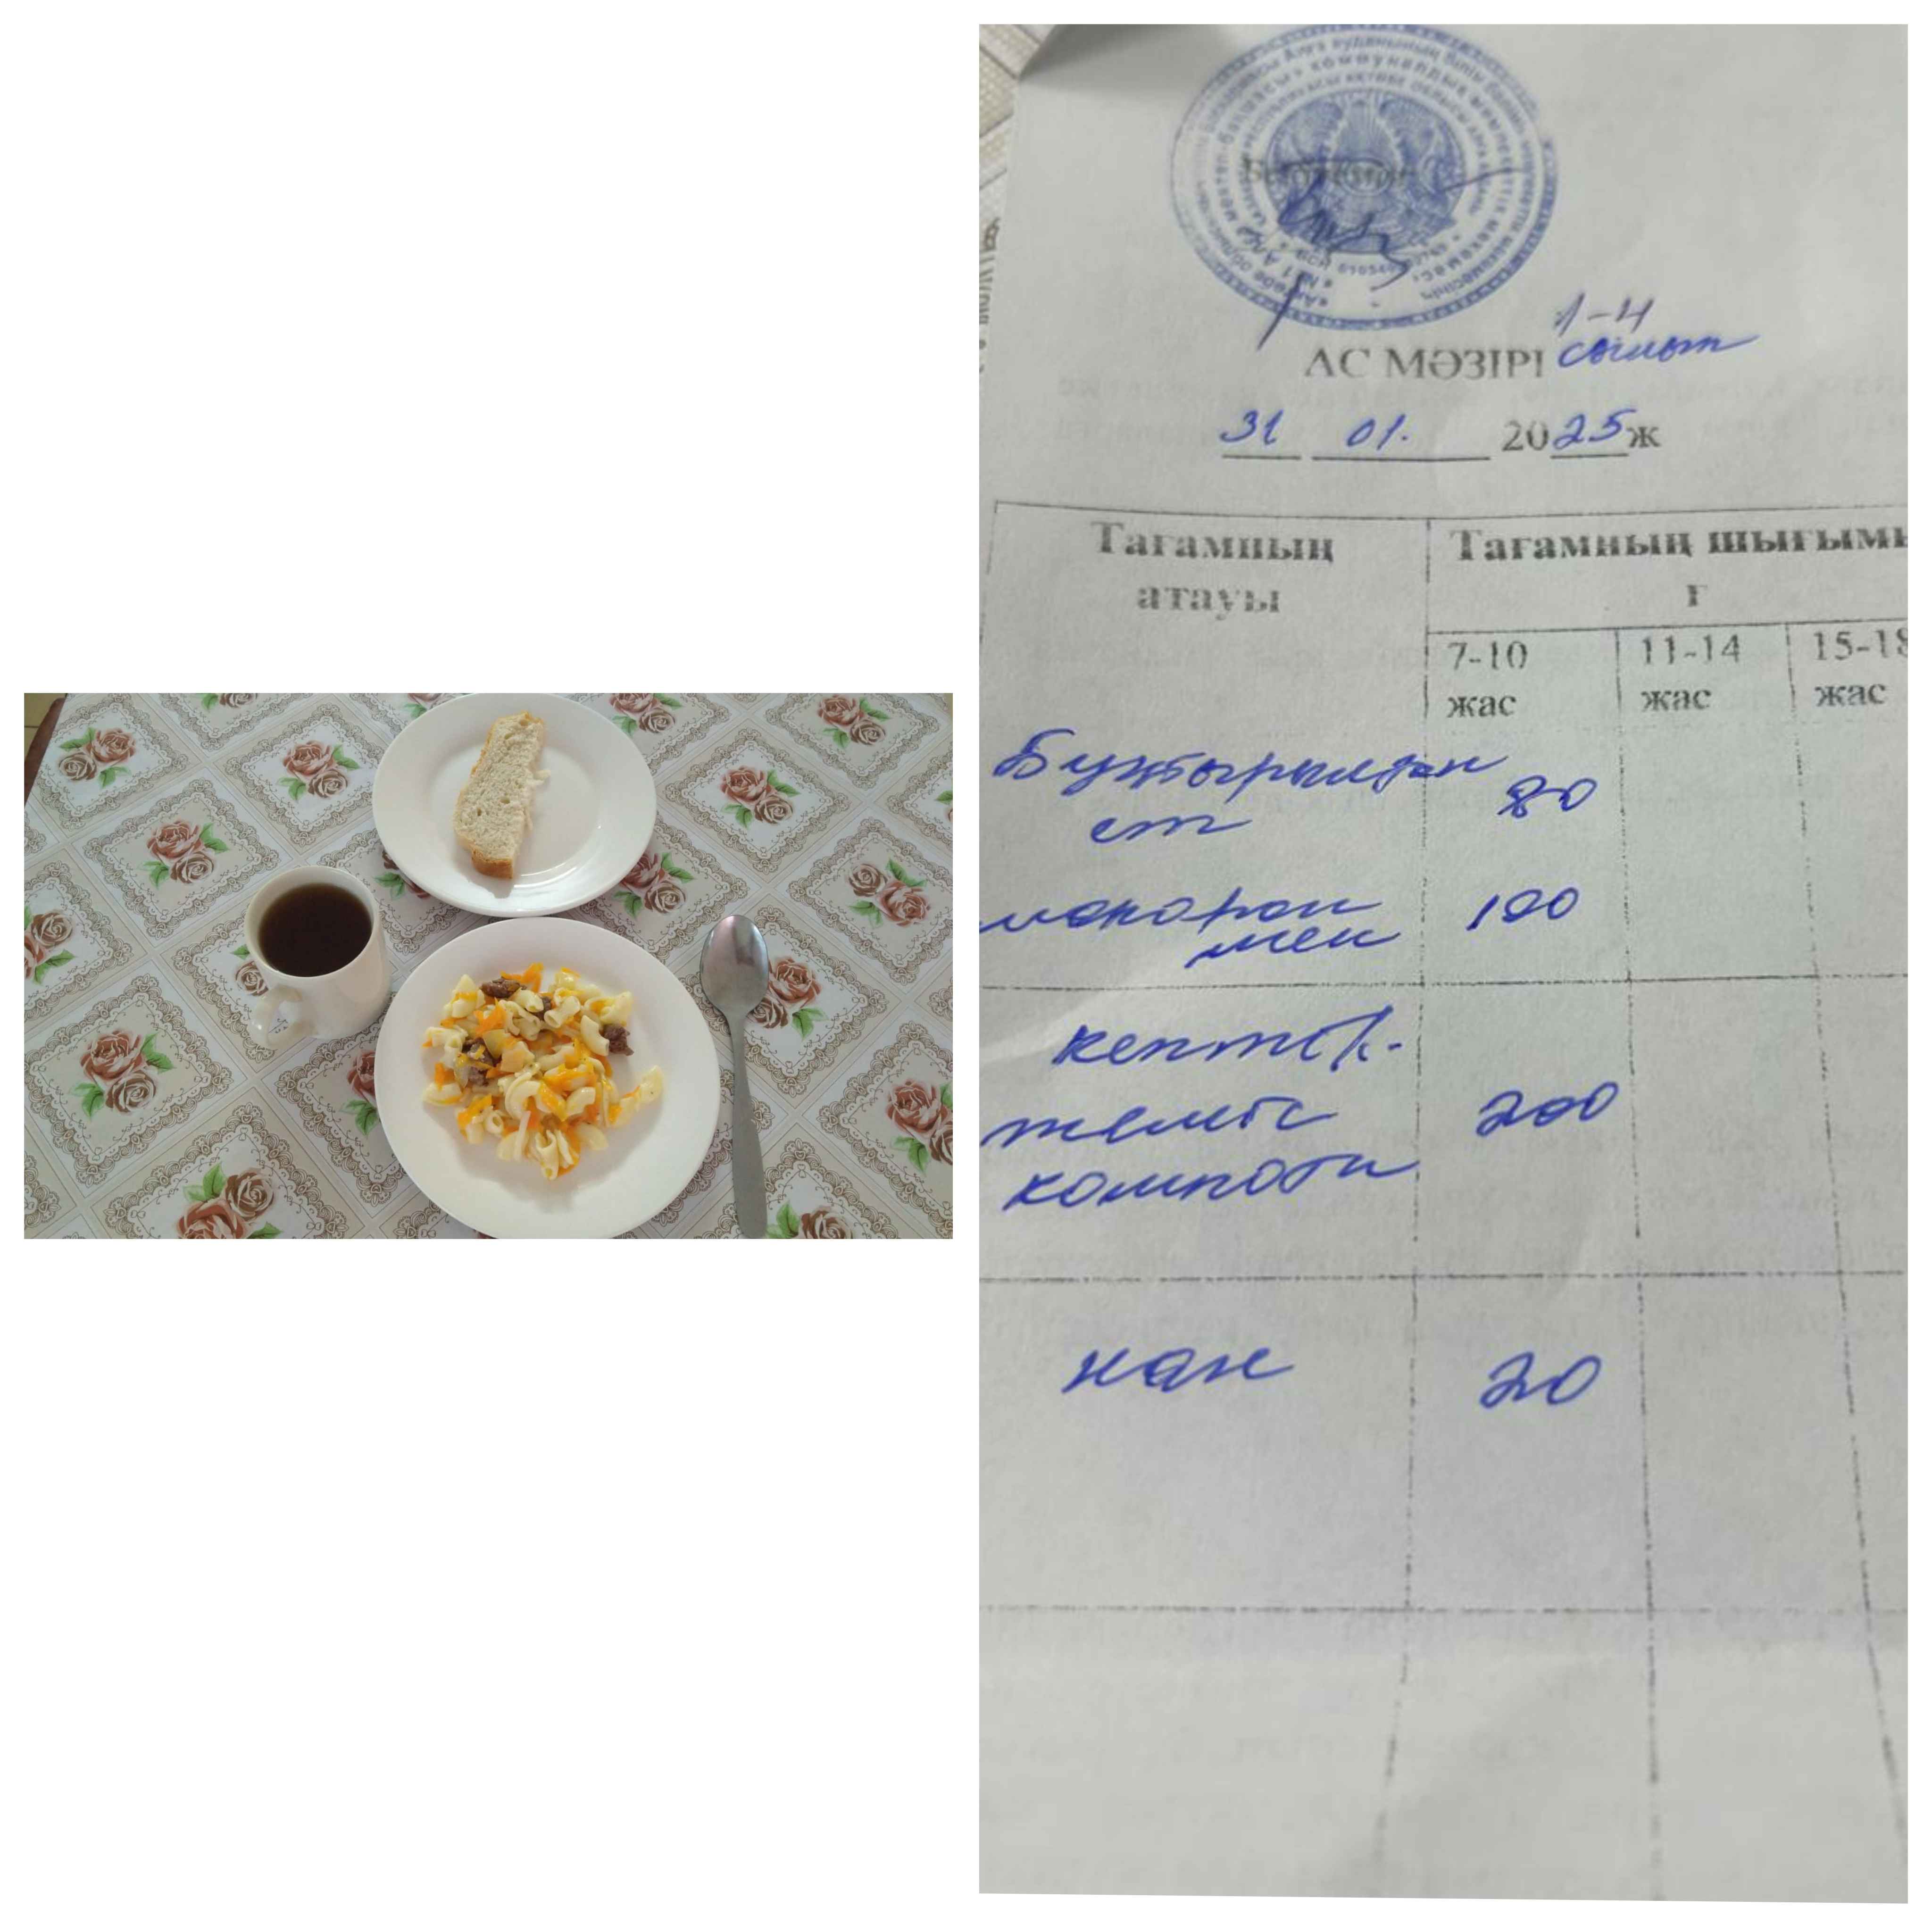 1-4
АС МӘЗІРІ сынып
31 01. 2025ж
Тағамның
атауы
Тағамның шығымы
г
7-10
жас
11-14
жас
15-18
жас
Бұқтырылған
ет 80
макарон 100
мен
жеміс 200
компоты
нан 20